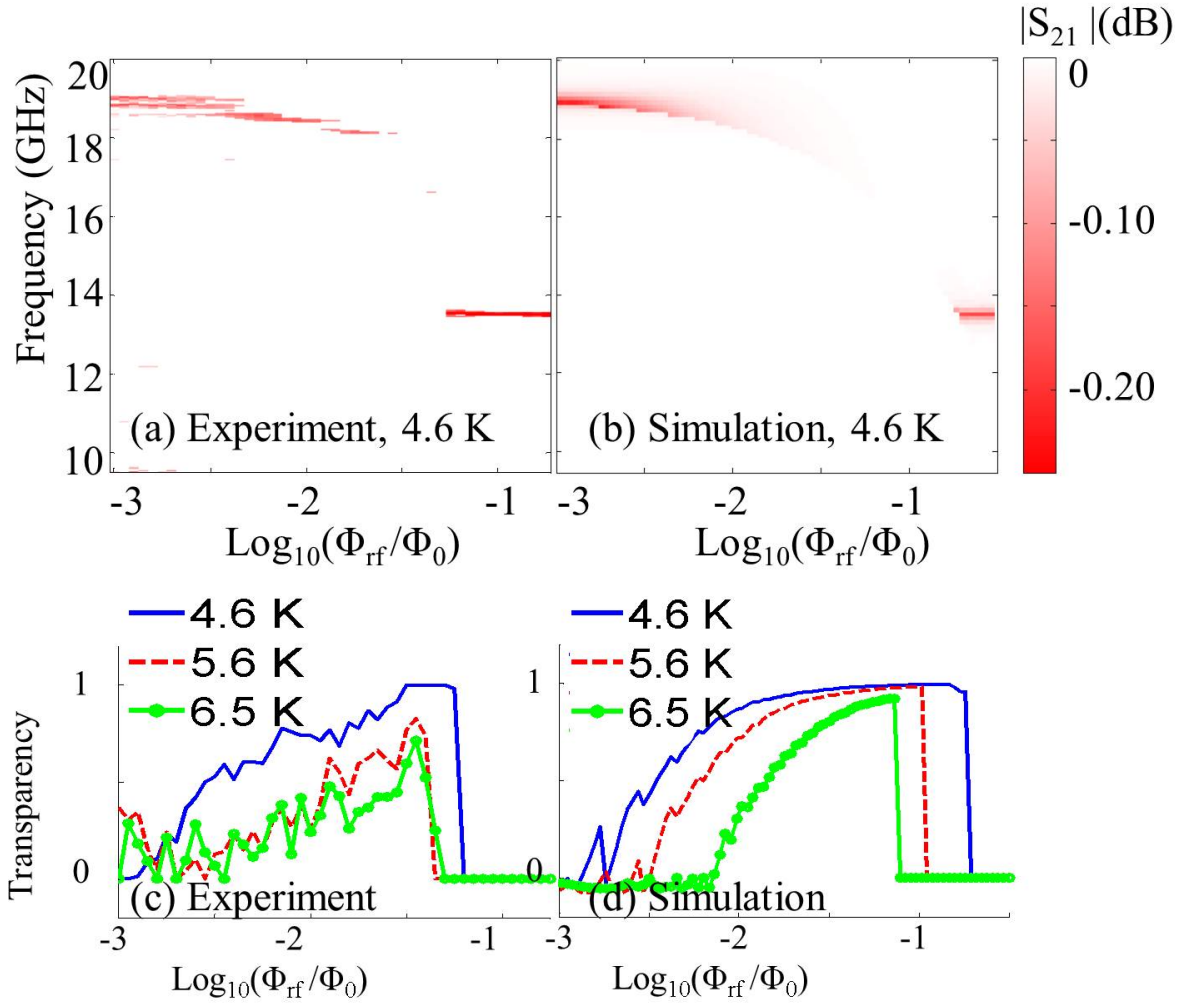 |S21 |(dB)
Frequency (GHz)
20
18
16
14
12
10
(a) Experiment, 4.6 K
(b) Simulation, 4.6 K
0
-0.10
-0.20
-3
-2
-1
-3
-2
-1
Log10(Φrf/Φ0)
Log10(Φrf/Φ0)
4.6 K
5.6 K
6.5 K
4.6 K
5.6 K
6.5 K
Transparency
1
0
1
0
(c) Experiment
(d) Simulation
-3
-2
-1
-3
-2
-1
Log10(Φrf/Φ0)
Log10(Φrf/Φ0)